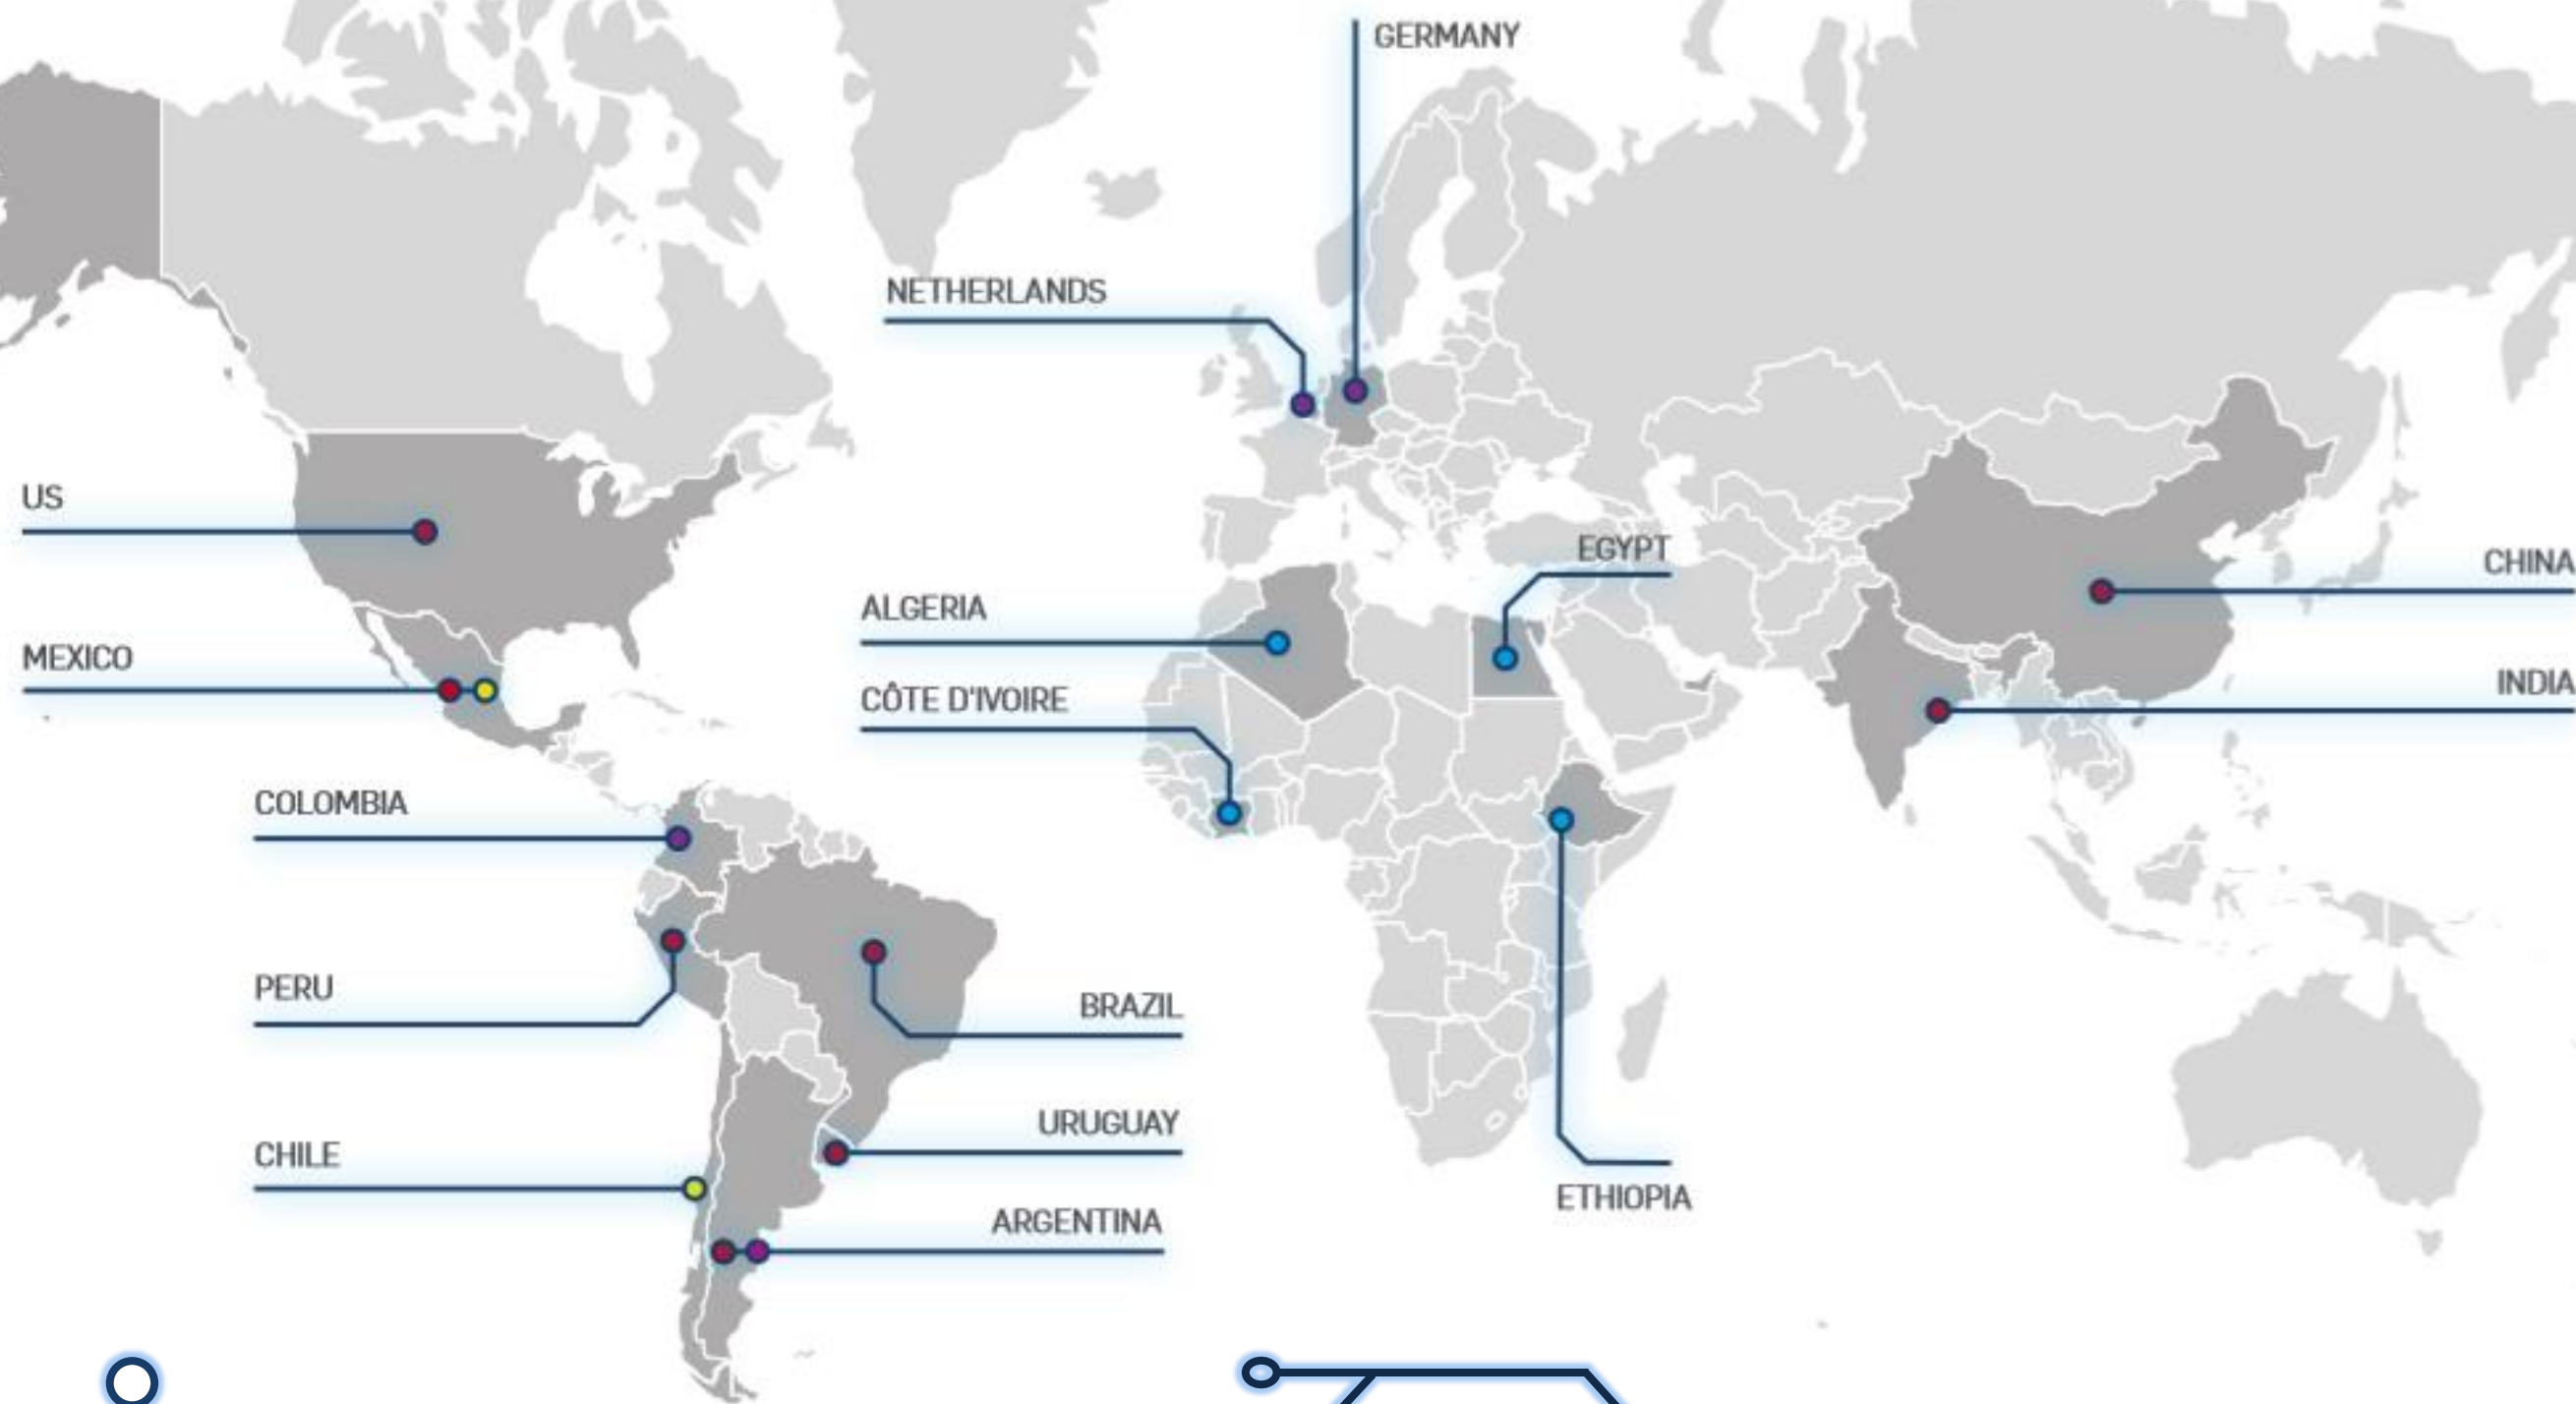 GERMANY
NETHERLANDS
US
EGYPT
CHINA
ALGERIA
MEXICO
INDIA
CÔTE D'IVOIRE
COLOMBIA
PERU
BRAZIL
URUGUAY
CHILE
ETHIOPIA
ARGENTINA